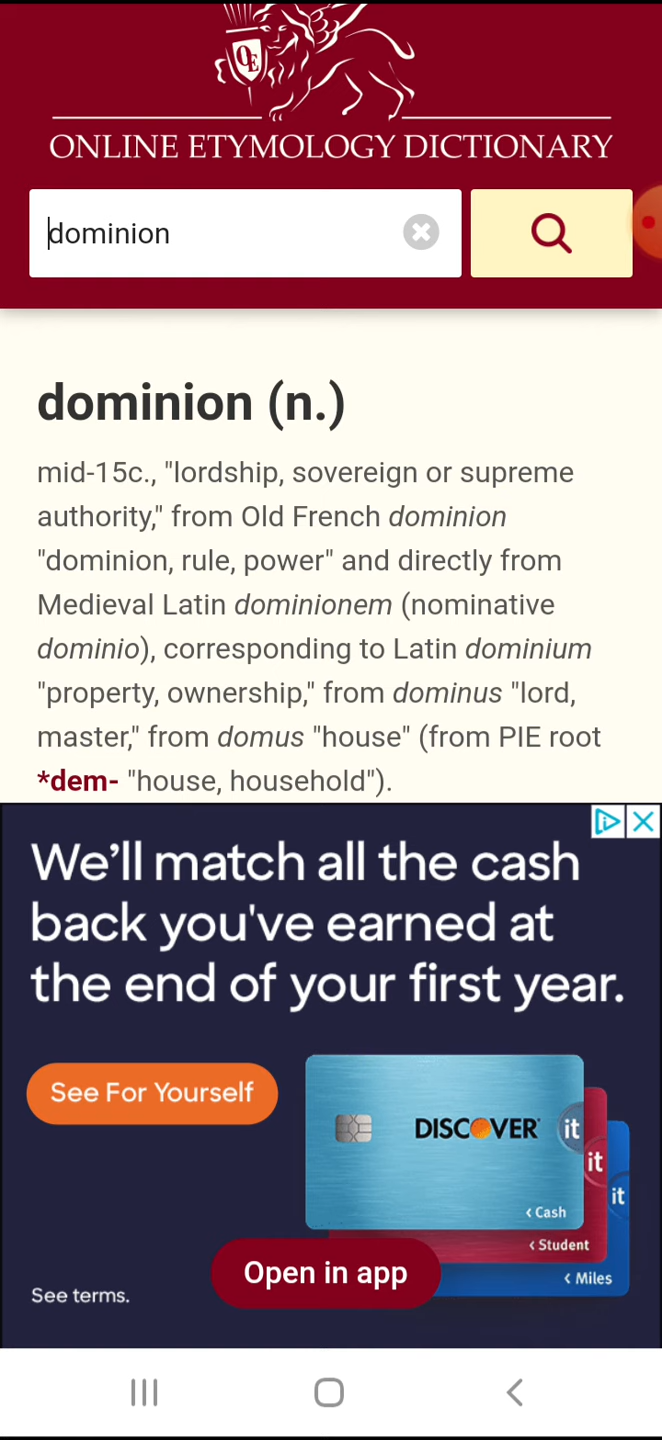 OE
ONLINE ETYMOLOGY DICTIONARY
dominion
dominion (n.)
mid-15c., "lordship, sovereign or supreme
authority," from Old French dominion
"dominion, rule, power" and directly from
Medieval Latin dominionem (nominative
dominio), corresponding to Latin dominium
"property, ownership," from dominus "lord,
master," from domus "house" (from PIE root
*dem- "house, household").
We'll match all the cash
back you've earned at
the end of your first year.
See For Yourself
DISCOVER it
it
it
< Cash
< Student
< Miles
Open in app
See terms.